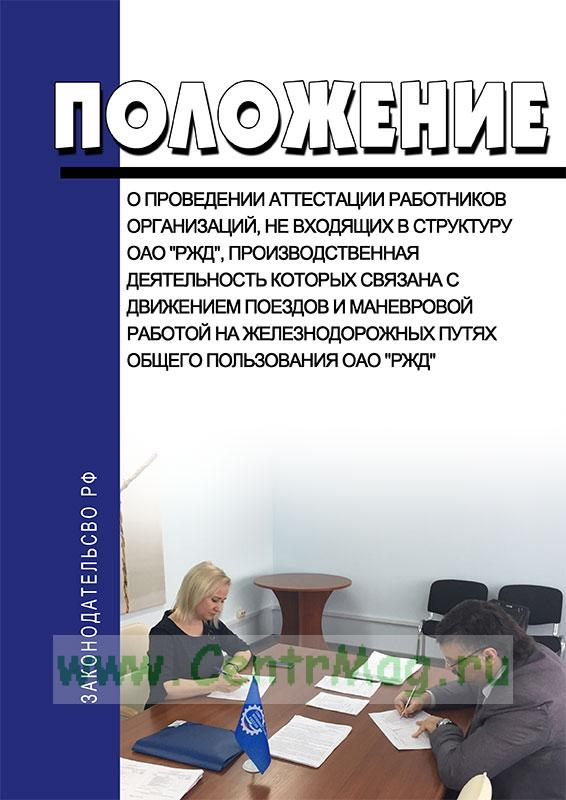 ПОЛОЖЕНИЕ
О ПРОВЕДЕНИИ АТТЕСТАЦИИ РАБОТНИКОВ
ОРГАНИЗАЦИЙ, НЕ ВХОДЯЩИХ В СТРУКТУРУ
ОАО "РЖД", ПРОИЗВОДСТВЕННАЯ
ДЕЯТЕЛЬНОСТЬ КОТОРЫХ СВЯЗАНА С
ДВИЖЕНИЕМ ПОЕЗДОВ И МАНЕВРОВОЙ
РАБОТОЙ НА ЖЕЛЕЗНОДОРОЖНЫХ ПУТЯХ
ОБЩЕГО ПОЛЬЗОВАНИЯ ОАО "РЖД"
ЗАКОНОДАТЕЛЬСВО РФ
www.CentrMag.ru